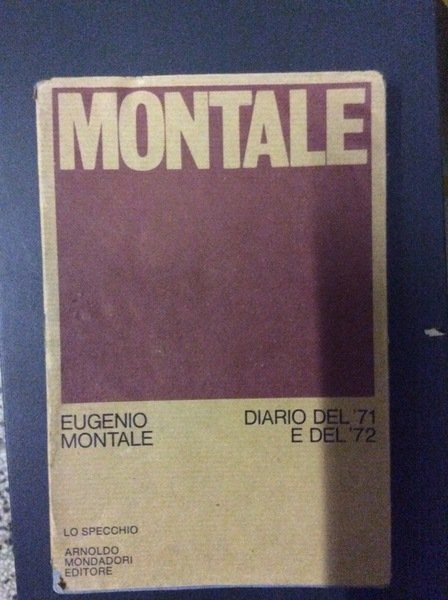 MONTALE
EUGENIO
MONTALE
DIARIO DEL '71
E DEL '72
LO SPECCHIO
ARNOLDO
MONDADORI
EDITORE